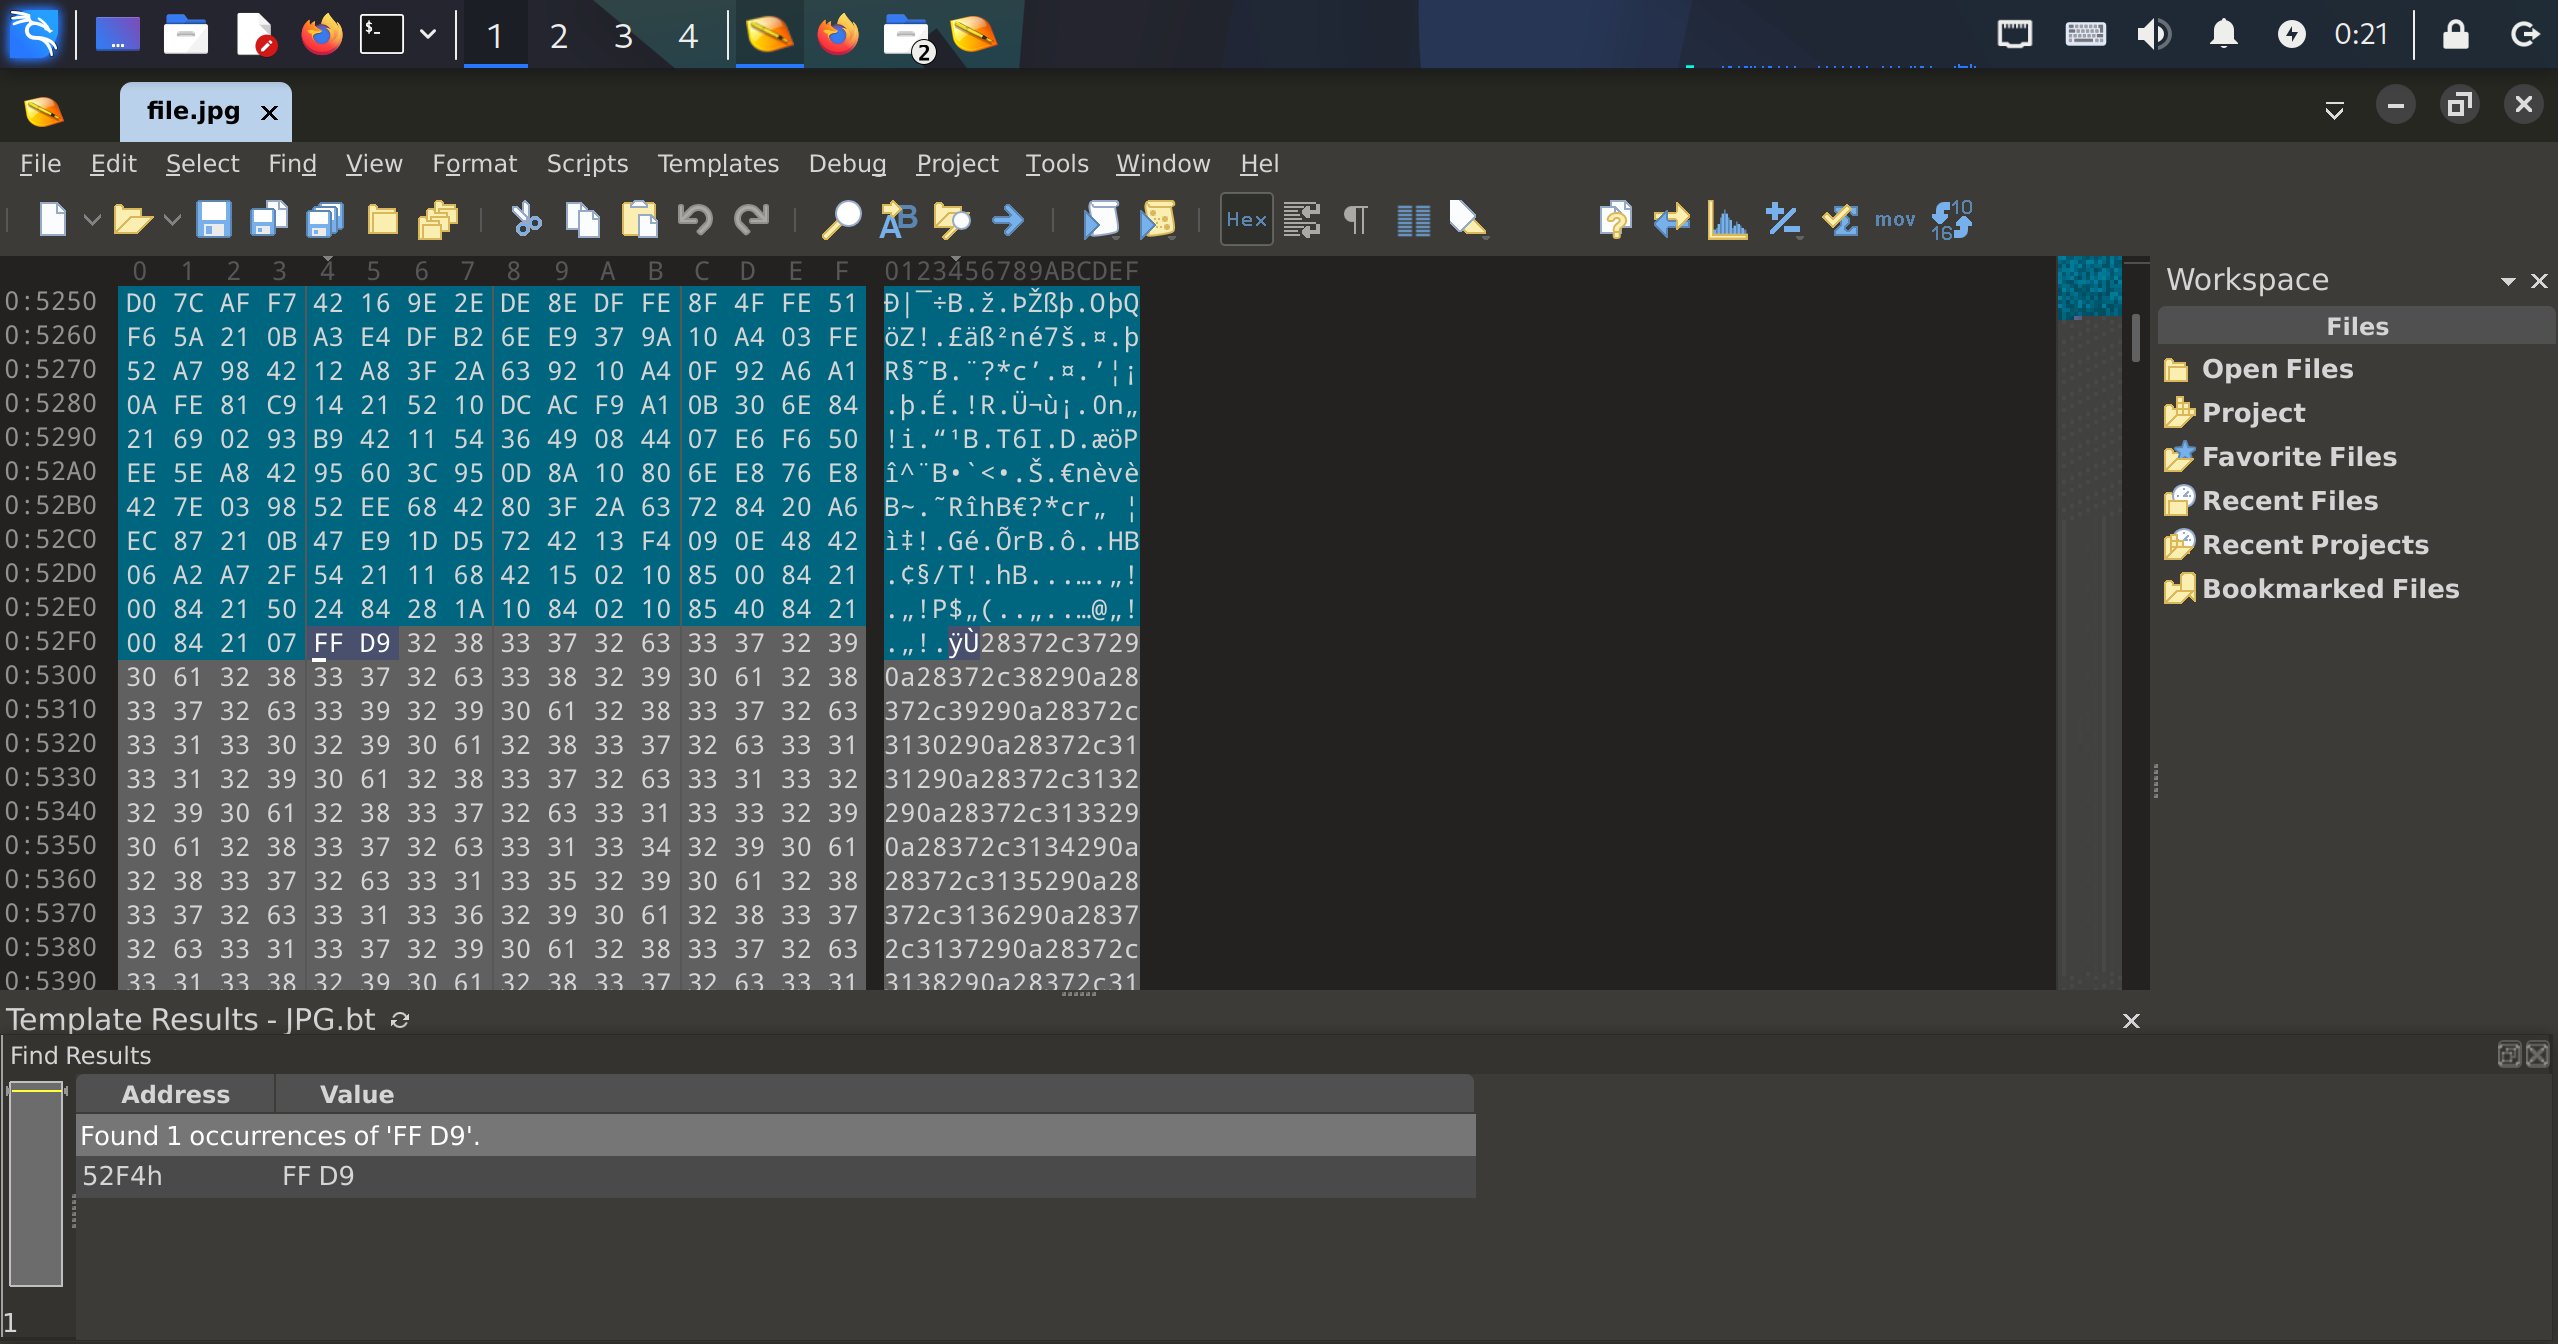 1 2 3 4 2 0:21
file.jpg
File Edit Select Find View Format Scripts Templates Debug Project Tools Window Hel
Hex mov 10 16
0 1 2 3 4 5 6 7 8 9 A B C D E F 0123456789ABCDEF
0:5250 D0 7C AF F7 42 16 9E 2E DE 8E DF FE 8F 4F FE 51 Ð|¯÷B.ž.ÞŽßþ.OþQ
0:5260 F6 5A 21 0B A3 E4 DF B2 6E E9 37 9A 10 A4 03 FE öZ!.£äß²né7š.¤.þ
0:5270 52 A7 98 42 12 A8 3F 2A 63 92 10 A4 0F 92 A6 A1 R§˜B.¨?*c’.¤.’¦¡
0:5280 0A FE 81 C9 14 21 52 10 DC AC F9 A1 0B 30 6E 84 .þ.É.!R.Ü¬ù¡.0n„
0:5290 21 69 02 93 B9 42 11 54 36 49 08 44 07 E6 F6 50 !i.“¹B.T6I.D.æöP
0:52A0 EE 5E A8 42 95 60 3C 95 0D 8A 10 80 6E E8 76 E8 î^¨B•`<•.Š.€nèvè
0:52B0 42 7E 03 98 52 EE 68 42 80 3F 2A 63 72 84 20 A6 B~.˜RîhB€?*cr„ ¦
0:52C0 EC 87 21 0B 47 E9 1D D5 72 42 13 F4 09 0E 48 42 ì‡!.Gé.ÕrB.ô..HB
0:52D0 06 A2 A7 2F 54 21 11 68 42 15 02 10 85 00 84 21 .¢§/T!.hB...….„!
0:52E0 00 84 21 50 24 84 28 1A 10 84 02 10 85 40 84 21 .„!P$„(..„..…@„!
0:52F0 00 84 21 07 FF D9 32 38 33 37 32 63 33 37 32 39 .„!.ÿÙ28372c3729
0:5300 30 61 32 38 33 37 32 63 33 38 32 39 30 61 32 38 0a28372c38290a28
0:5310 33 37 32 63 33 39 32 39 30 61 32 38 33 37 32 63 372c39290a28372c
0:5320 33 31 33 30 32 39 30 61 32 38 33 37 32 63 33 31 3130290a28372c31
0:5330 33 31 32 39 30 61 32 38 33 37 32 63 33 31 33 32 31290a28372c3132
0:5340 32 39 30 61 32 38 33 37 32 63 33 31 33 33 32 39 290a28372c313329
0:5350 30 61 32 38 33 37 32 63 33 31 33 34 32 39 30 61 0a28372c3134290a
0:5360 32 38 33 37 32 63 33 31 33 35 32 39 30 61 32 38 28372c3135290a28
0:5370 33 37 32 63 33 31 33 36 32 39 30 61 32 38 33 37 372c3136290a2837
0:5380 32 63 33 31 33 37 32 39 30 61 32 38 33 37 32 63 2c3137290a28372c
0:5390 33 31 33 38 32 39 30 61 32 38 33 37 32 63 33 31 3138290a28372c31
Workspace
Files
Open Files
Project
Favorite Files
Recent Files
Recent Projects
Bookmarked Files
Template Results - JPG.bt
Find Results
Address Value
Found 1 occurrences of 'FF D9'.
52F4h FF D9
1